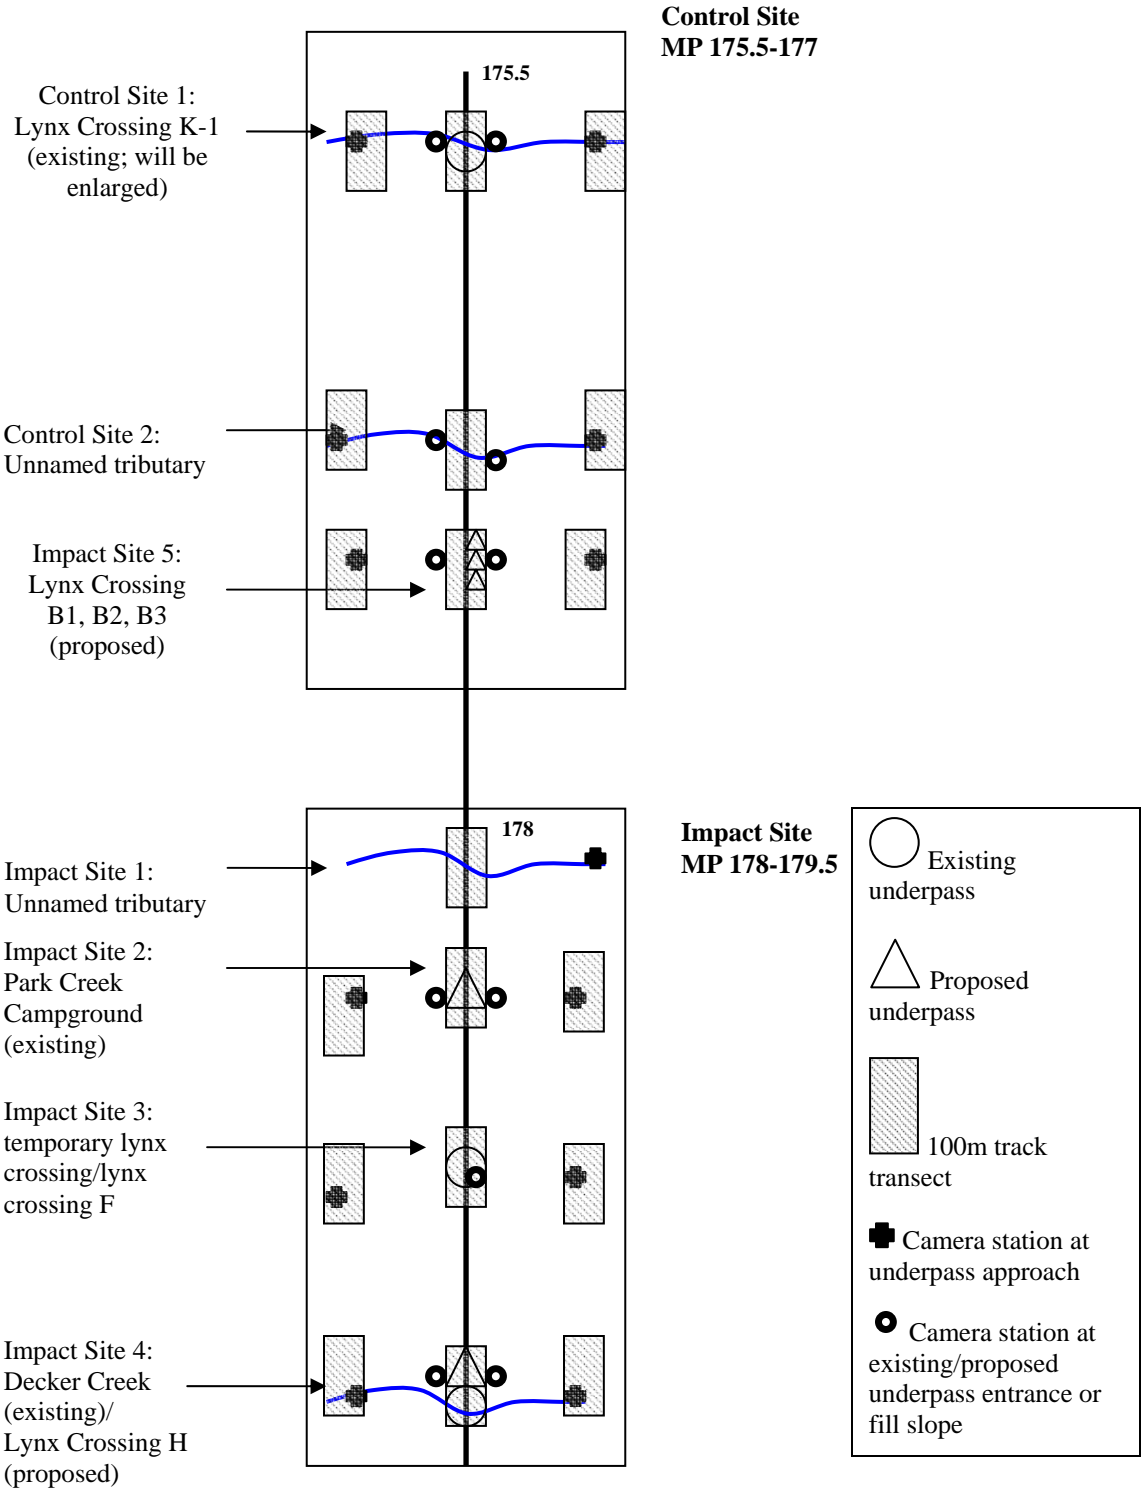 Control Site
MP 175.5-177
175.5
Control Site 1:
Lynx Crossing K-1
(existing; will be
enlarged)
Control Site 2:
Unnamed tributary
Impact Site 5:
Lynx Crossing
B1, B2, B3
(proposed)
178
Impact Site
MP 178-179.5
Impact Site 1:
Unnamed tributary
Impact Site 2:
Park Creek
Campground
(existing)
Impact Site 3:
temporary lynx
crossing/lynx
crossing F
Impact Site 4:
Decker Creek
(existing)/
Lynx Crossing H
(proposed)
Existing
underpass
Proposed
underpass
100m track
transect
Camera station at
underpass approach
Camera station at
existing/proposed
underpass entrance or
fill slope